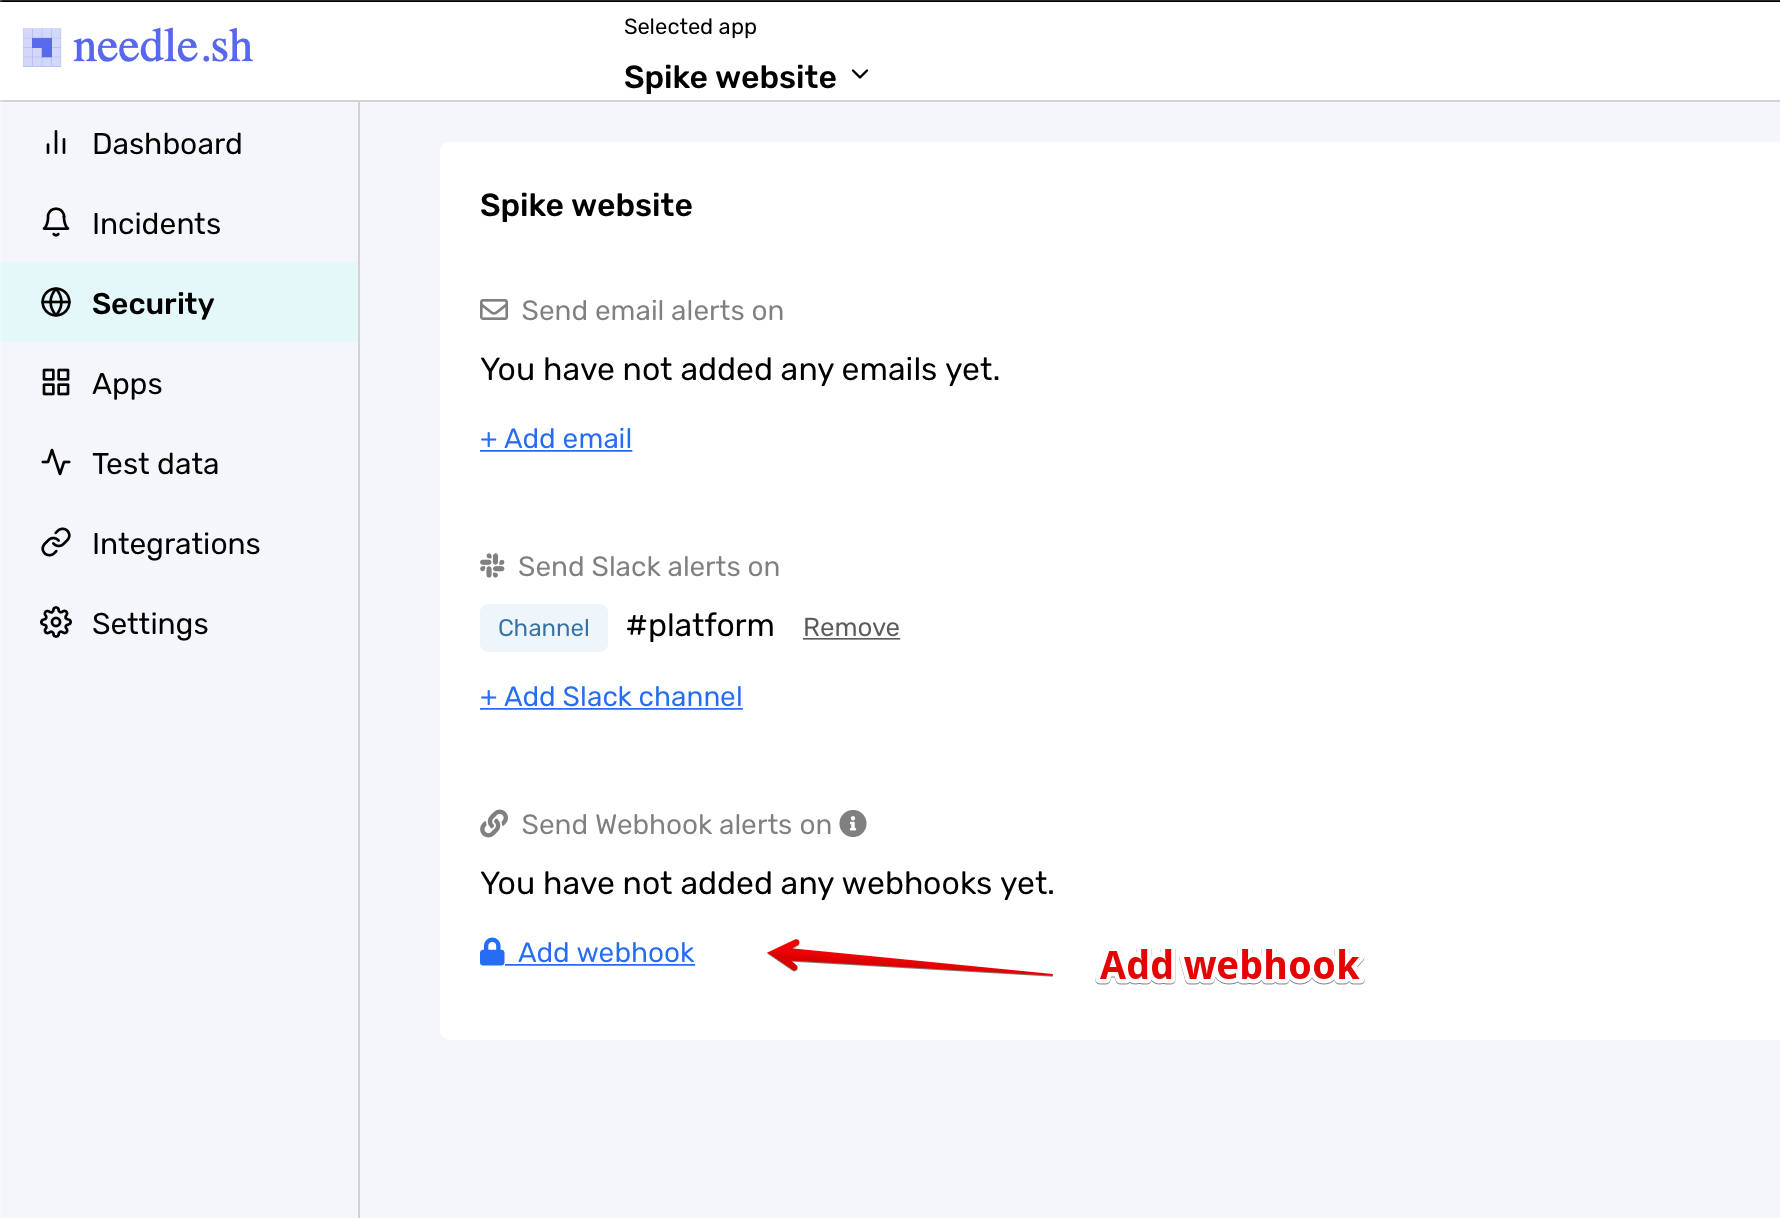 needle.sh
Selected app
Spike website
Dashboard
Incidents
Security
Apps
Test data
Integrations
Settings
Spike website
Send email alerts on
You have not added any emails yet.
+ Add email
Send Slack alerts on
Channel #platform Remove
+ Add Slack channel
Send Webhook alerts on
You have not added any webhooks yet.
Add webhook
Add webhook